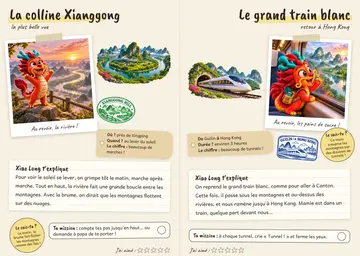 La colline Xianggong
la plus belle vue
Au revoir, la rivière !
XIANGGONG HILL
Où ? près de Xingping
Quand ? au lever du soleil
Le chiffre : beaucoup de marches !
Xiao Long t'explique
Pour voir le soleil se lever, on grimpe tôt le matin, marche après
marche. Tout en haut, la rivière fait une grande boucle entre les
montagnes. Avec la brume, on dirait que les montagnes flottent
sur des nuages.
Le sais-tu ?
Ta mission : compte tes pas jusqu'en haut... ou
demande à papa de te porter !
J'ai aimé :
Le grand train blanc
retour à Hong Kong
Au revoir, les pains de sucre !
De Guilin à Hong Kong
Durée ? environ 3 heures
Le chiffre : beaucoup de tunnels !
Le sais-tu ?
Xiao Long t'explique
On reprend le grand train blanc, comme pour aller à Canton.
Cette fois, il passe sous les montagnes et au-dessus des
rivières, et nous ramène jusqu'à Hong Kong. Mamie est dans un
train, quelque part devant nous...
Ta mission : à chaque tunnel, crie « Tunnel ! » et ferme les yeux.
J'ai aimé :